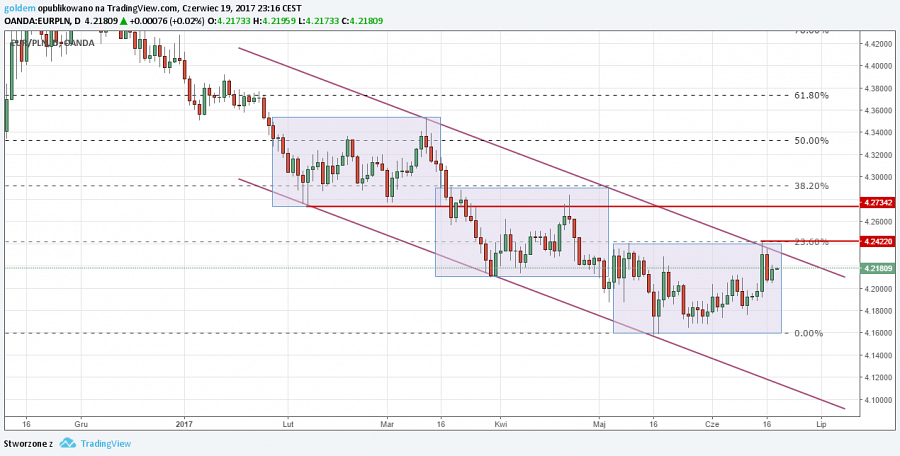 goldem opublikowano na TradingView.com, Czerwiec 19, 2017 23:16 CEST
OANDA:EURPLN, D 4.21809 ▲ +0.00076 (+0.02%) O:4.21733 H:4.21959 L:4.21733 C:4.21809
EUR/PLN, D, OANDA
61.80%
50.00%
38.20%
23.60%
0.00%
4.42000
4.40000
4.38000
4.36000
4.34000
4.32000
4.30000
4.27342
4.26000
4.24220
4.21809
4.20000
4.18000
4.16000
4.14000
4.12000
4.10000
16
Gru
2017
Lut
Mar
16
Kwi
Maj
16
Cze
16
Lip
Stworzone z TradingView